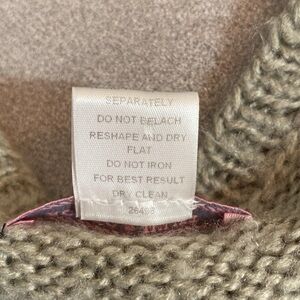 SEPARATELY
DO NOT BELACH
RESHAPE AND DRY
FLAT
DO NOT IRON
FOR BEST RESULT
DRY CLEAN